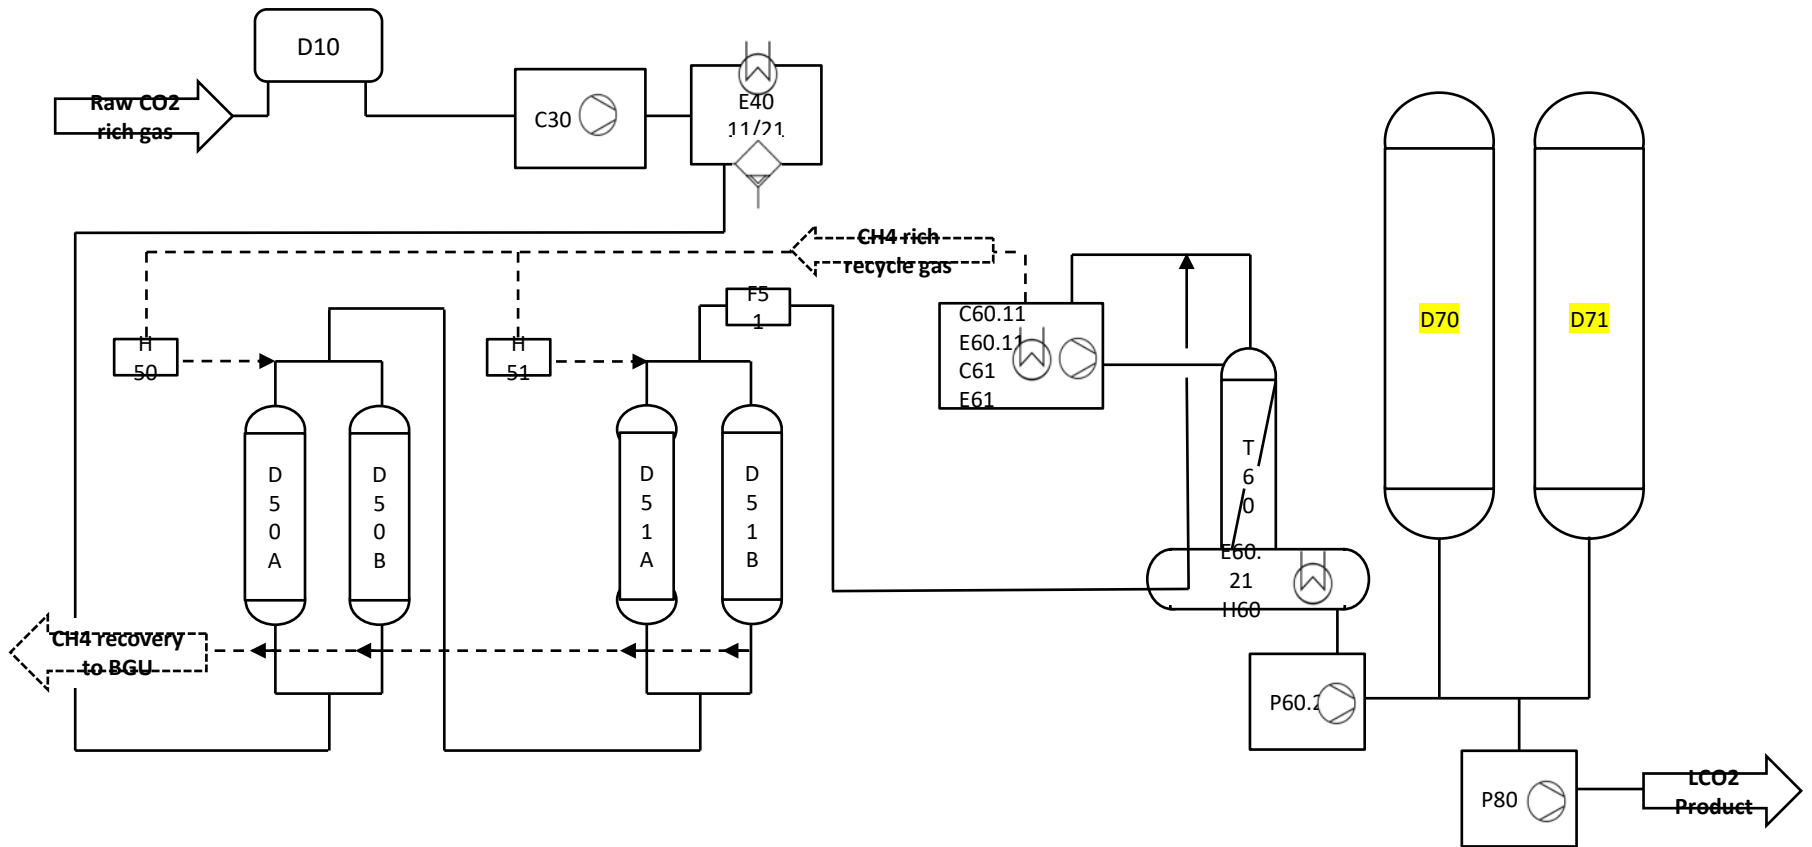 D10
Raw CO2
rich gas
C30
E40
11/21
CH4 rich
recycle gas
F5
1
H
50
H
51
C60.11
E60.11
C61
E61
D70
D71
D
5
0
A
D
5
0
B
D
5
1
A
D
5
1
B
T
6
0
E60.
21
H60
CH4 recovery
to BGU
P60.2
P80
LCO2
Product